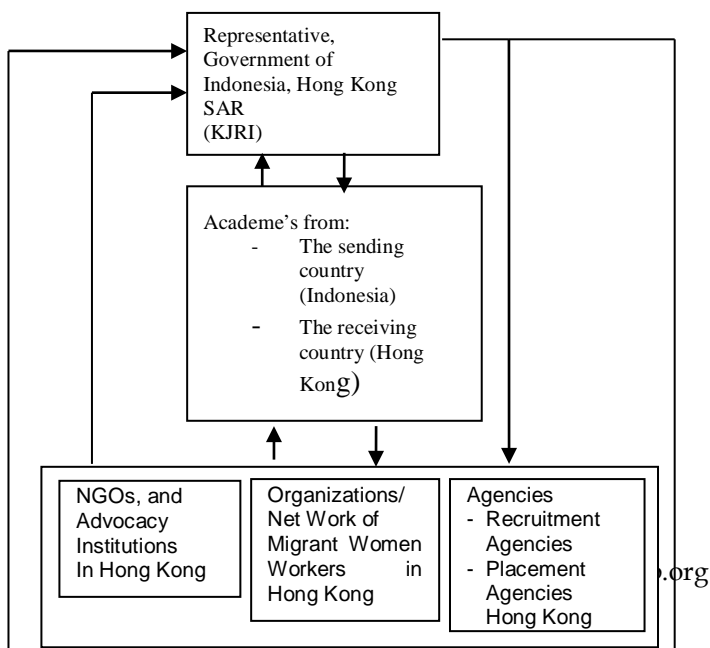 Representative,
Government of
Indonesia, Hong Kong
SAR
(KJRI)
Academe's from:
- The sending
country
(Indonesia)
- The receiving
country (Hong
Kong)
NGOs, and
Advocacy
Institutions
In Hong Kong
Organizations/
Net Work of
Migrant Women
Workers in
Hong Kong
Agencies
- Recruitment
Agencies
- Placement
Agencies
Hong Kong
.org